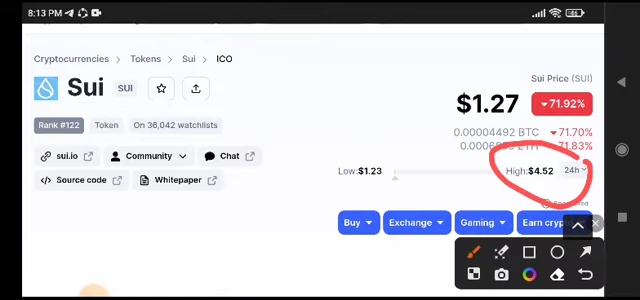 8:13 PM
Cryptocurrencies > Tokens > Sui > ICO
Sui SUI
Sui Price (SUI)
$1.27 71.92%
Rank #122 Token On 36,042 watchlists
0.00004492 BTC 71.70%
ETH 71.83%
sui.io Community Chat
Low:$1.23 High:$4.52 24h
Source code Whitepaper
Buy Exchange Gaming Earn